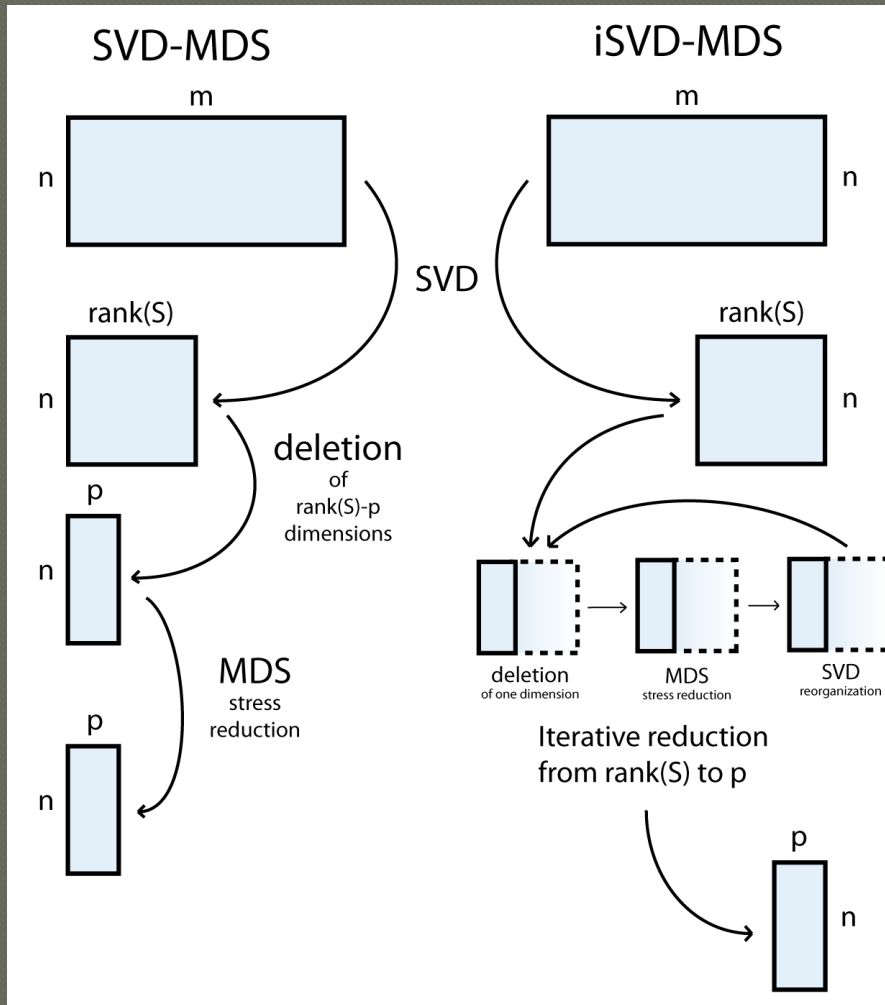 SVD-MDS
m
n
rank(S)
n
deletion
of
rank(S)-p
dimensions
p
n
MDS
stress
reduction
p
n
SVD
iSVD-MDS
m
n
rank(S)
n
deletion
of one dimension
MDS
stress reduction
SVD
reorganization
Iterative reduction
from rank(S) to p
p
n